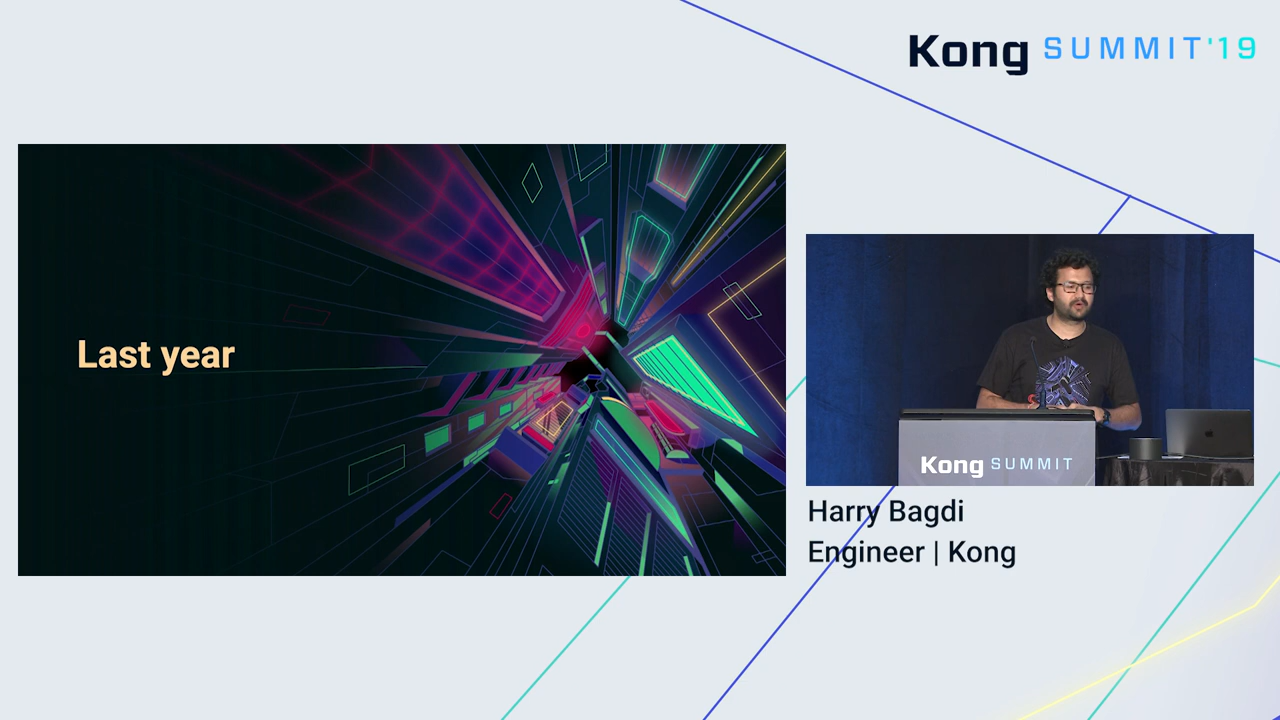 Kong SUMMIT'19
Last year
Kong SUMMIT
Harry Bagdi
Engineer | Kong